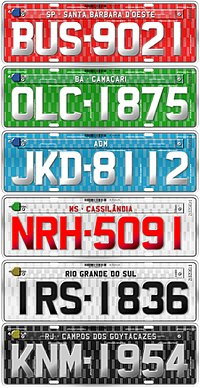 SP - SANTA BÁRBARA D'OESTE
BUS-9021
BA - CAMAÇARI
OLC-1875
ADM
JKD-8112
MS - CASSILÂNDIA
NRH-5091
RIO GRANDE DO SUL
IRS 1836
RJ - CAMPOS DOS GOYTACAZES
KNM-1954